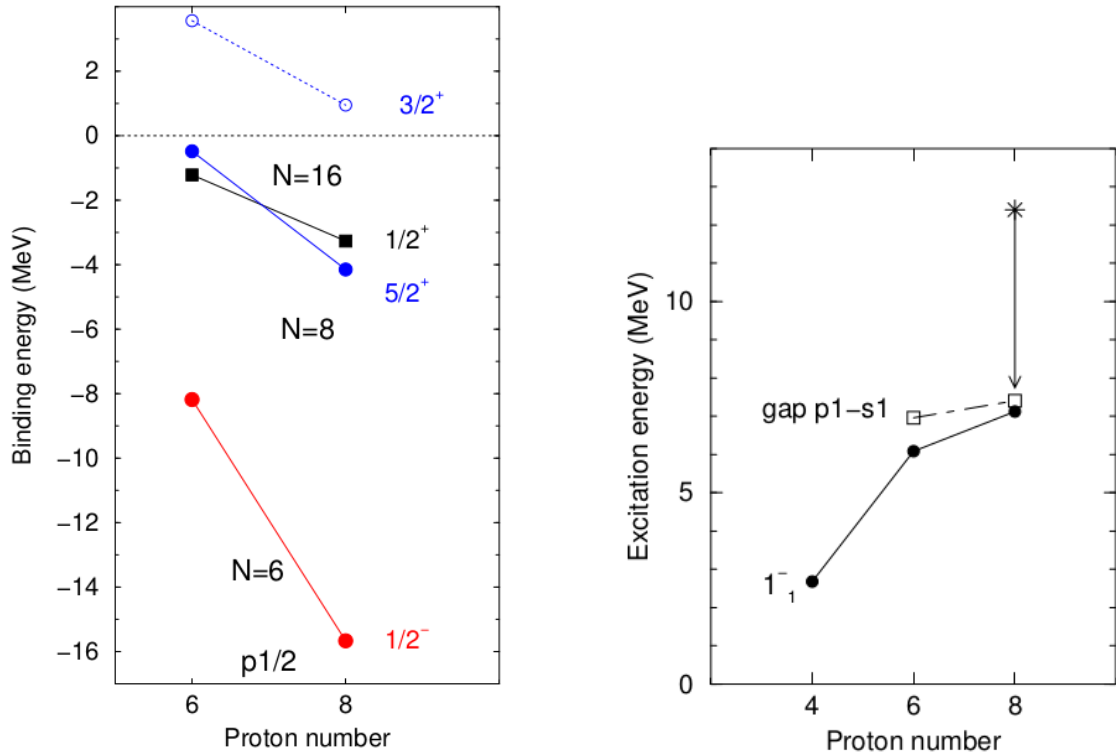 2
0
−2
−4
−6
−8
−10
−12
−14
−16
Binding energy (MeV)
3/2+
N=16
1/2+
5/2+
N=8
N=6
1/2−
p1/2
6
8
Proton number
10
5
0
Excitation energy (MeV)
gap p1−s1
1−1
4
6
8
Proton number